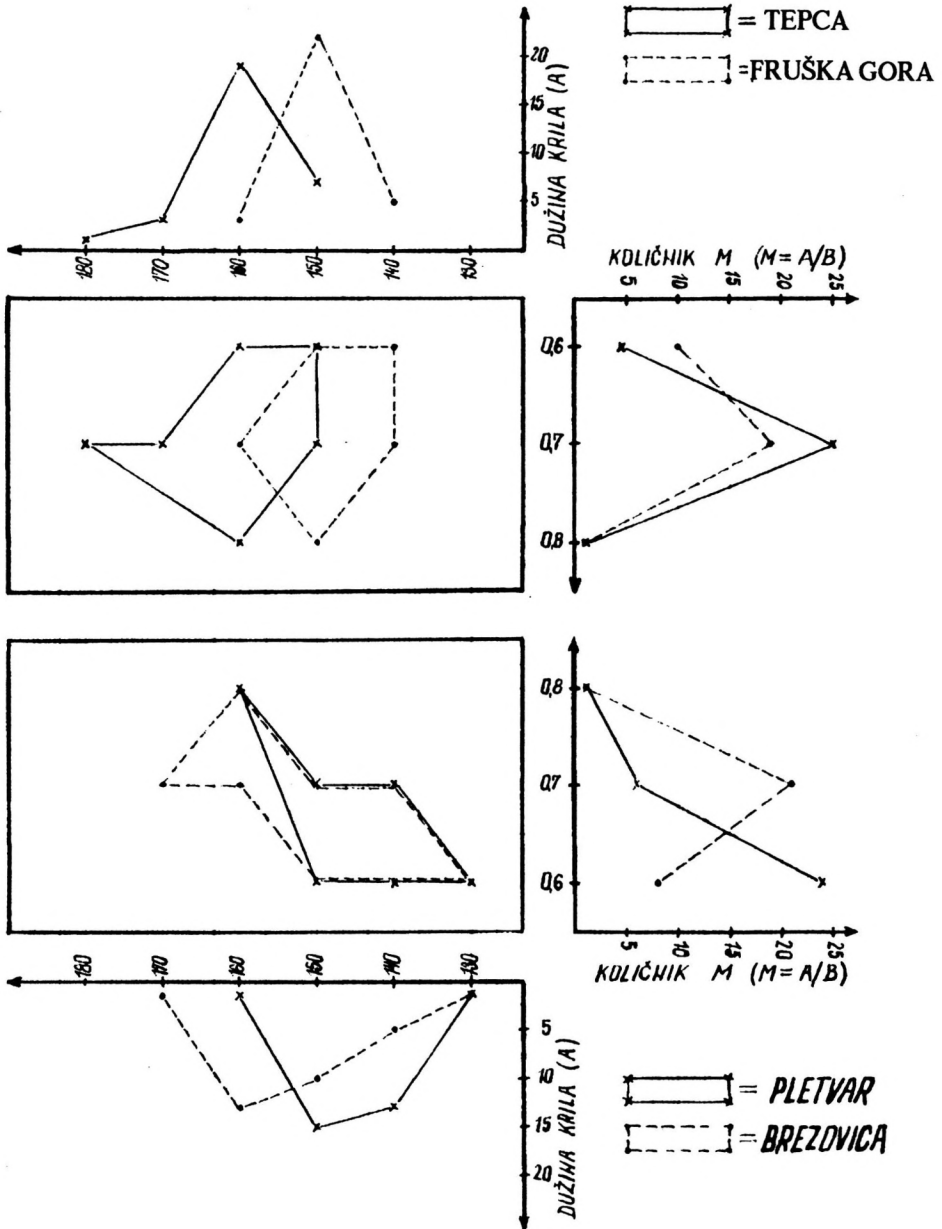 = TEPCA
= FRUŠKA GORA
20
15
10
5
DUŽINA KRILA (A)
180 170 160 150 140 130
KOLIČNIK M (M = A/B)
5 10 15 20 25
0,6
0,7
0,8
0,8
0,7
0,6
5 10 15 20 25
KOLIČNIK M (M = A/B)
180 170 160 150 140 130
5
10
15
20
DUŽINA KRILA (A)
= PLETVAR
= BREZOVICA